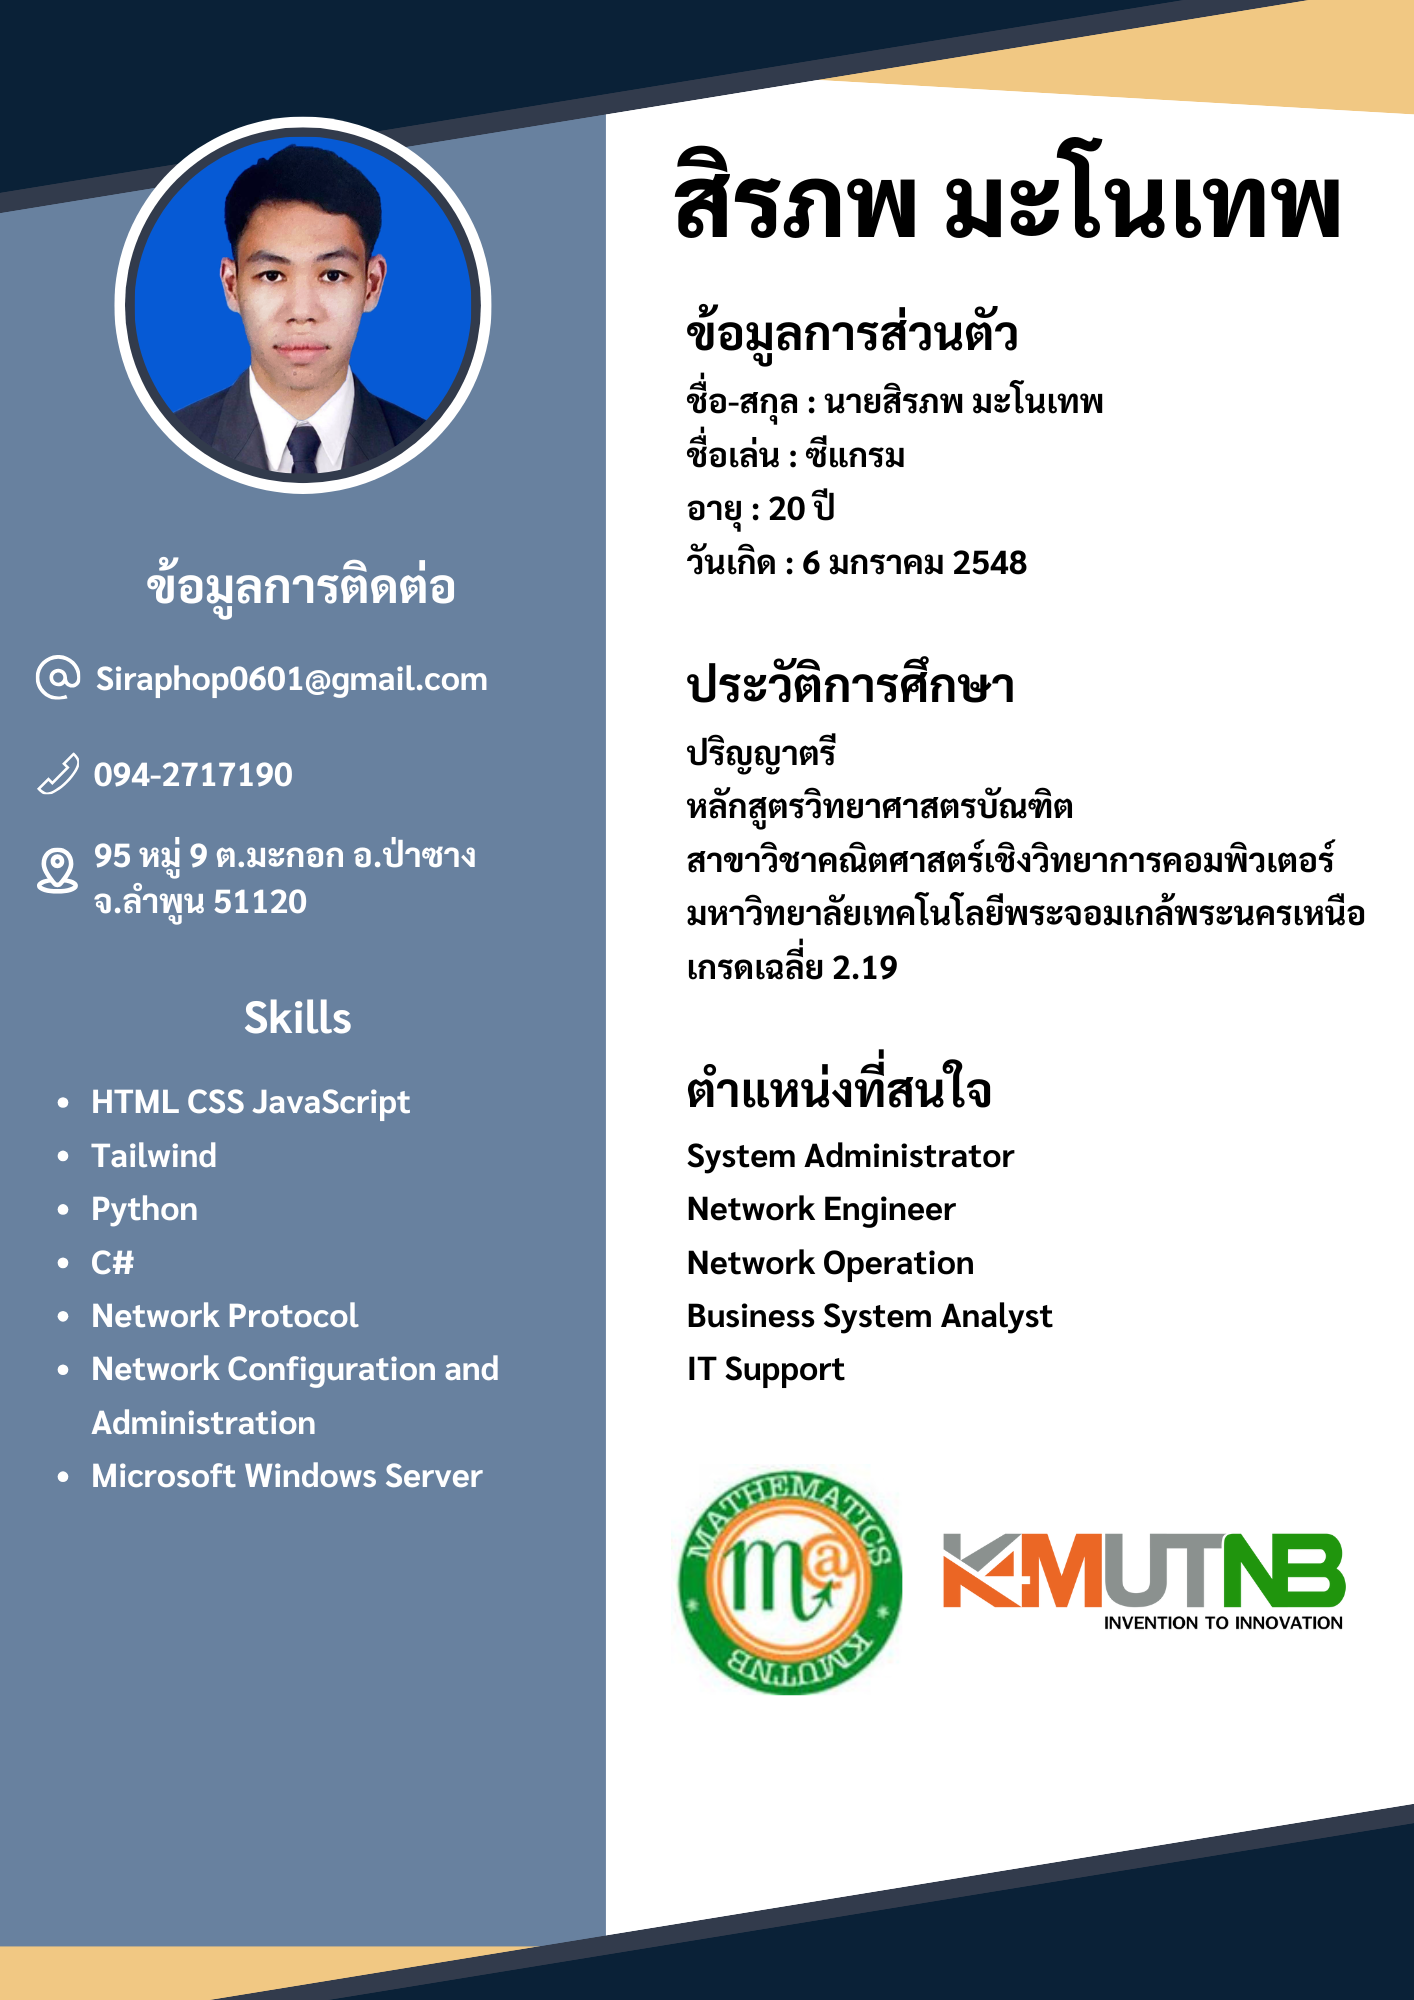 สิรภพ มะโนเทพ
ข้อมูลการส่วนตัว
ชื่อ-สกุล : นายสิรภพ มะโนเทพ
ชื่อเล่น : ซีแกรม
อายุ : 20 ปี
วันเกิด : 6 มกราคม 2548
ข้อมูลการติดต่อ
Siraphop0601@gmail.com
094-2717190
95 หมู่ 9 ต.มะกอก อ.ป่าซาง
จ.ลำพูน 51120
Skills
• HTML CSS JavaScript
• Tailwind
• Python
• C#
• Network Protocol
• Network Configuration and
Administration
• Microsoft Windows Server
ประวัติการศึกษา
ปริญญาตรี
หลักสูตรวิทยาศาสตรบัณฑิต
สาขาวิชาคณิตศาสตร์เชิงวิทยาการคอมพิวเตอร์
มหาวิทยาลัยเทคโนโลยีพระจอมเกล้าพระนครเหนือ
เกรดเฉลี่ย 2.19
ตำแหน่งที่สนใจ
System Administrator
Network Engineer
Network Operation
Business System Analyst
IT Support
MATHEMATICS
m@
KMUTNB
KMUTNB
INVENTION TO INNOVATION